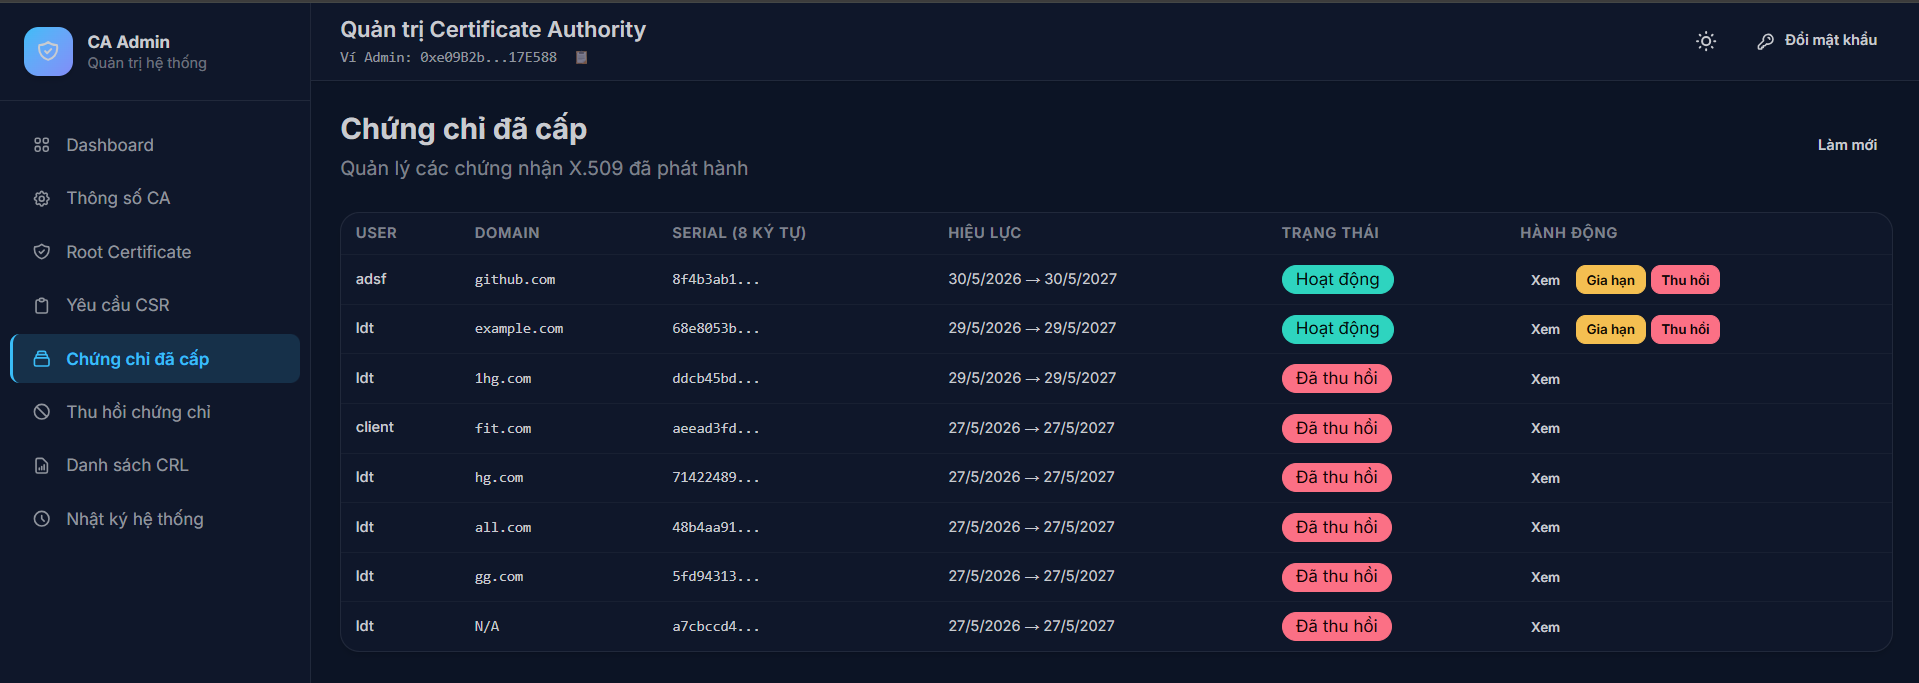 CA Admin
Quản trị hệ thống
Dashboard
Thông số CA
Root Certificate
Yêu cầu CSR
Chứng chỉ đã cấp
Thu hồi chứng chỉ
Danh sách CRL
Nhật ký hệ thống
Quản trị Certificate Authority
Ví Admin: 0xe09B2b...17E588
Đổi mật khẩu
Chứng chỉ đã cấp
Quản lý các chứng nhận X.509 đã phát hành
Làm mới
USER DOMAIN SERIAL (8 KÝ TỰ) HIỆU LỰC TRẠNG THÁI HÀNH ĐỘNG
adsf github.com 8f4b3ab1... 30/5/2026 → 30/5/2027 Hoạt động Xem Gia hạn Thu hồi
ldt example.com 68e8053b... 29/5/2026 → 29/5/2027 Hoạt động Xem Gia hạn Thu hồi
ldt 1hg.com ddcb45bd... 29/5/2026 → 29/5/2027 Đã thu hồi Xem
client fit.com aeead3fd... 27/5/2026 → 27/5/2027 Đã thu hồi Xem
ldt hg.com 71422489... 27/5/2026 → 27/5/2027 Đã thu hồi Xem
ldt all.com 48b4aa91... 27/5/2026 → 27/5/2027 Đã thu hồi Xem
ldt gg.com 5fd94313... 27/5/2026 → 27/5/2027 Đã thu hồi Xem
ldt N/A a7cbccd4... 27/5/2026 → 27/5/2027 Đã thu hồi Xem